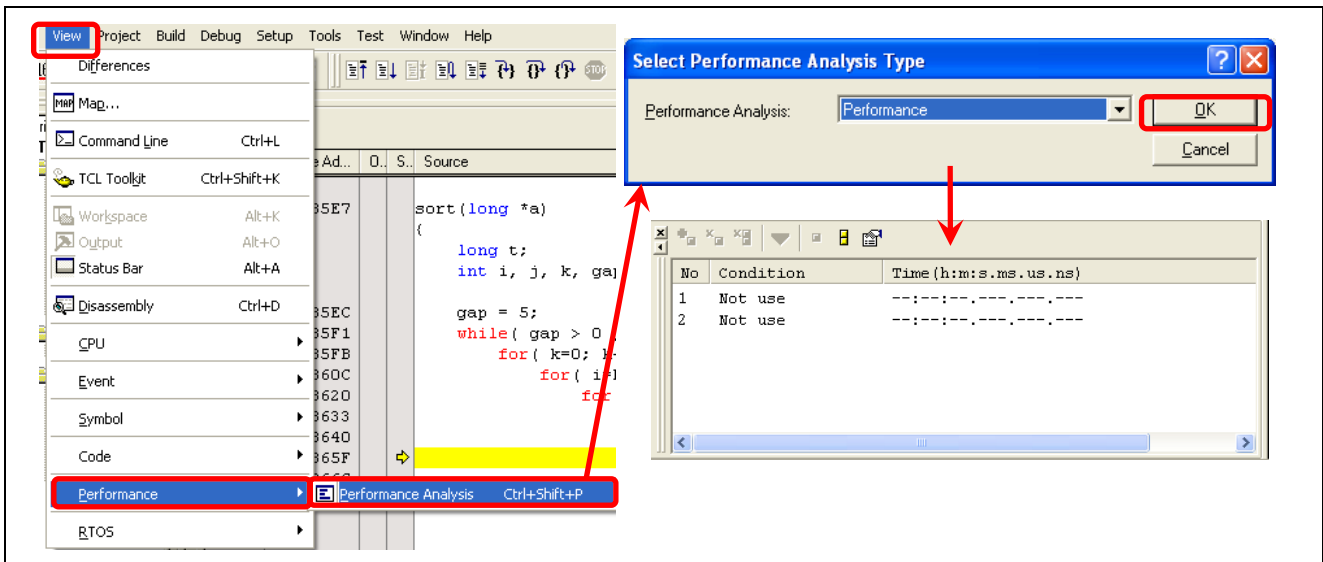 View Project Build Debug Setup Tools Test Window Help
Differences
MAP Map...
Command Line Ctrl+L
TCL Toolkit Ctrl+Shift+K
Workspace Alt+K
Output Alt+O
Status Bar Alt+A
Disassembly Ctrl+D
CPU
Event
Symbol
Code
Performance
RTOS
Performance Analysis Ctrl+Shift+P
STOP
Ad... O.. S.. Source
35E7 sort(long *a)
{
long t;
int i, j, k, gap
35EC gap = 5;
35F1 while( gap > 0
35FB for( k=0; k
360C for( i=
3620 for
3633
3640
365F
Select Performance Analysis Type
Performance Analysis: Performance
OK
Cancel
No Condition Time(h:m:s.ms.us.ns)
1 Not use --:--:--.---.---.---
2 Not use --:--:--.---.---.---